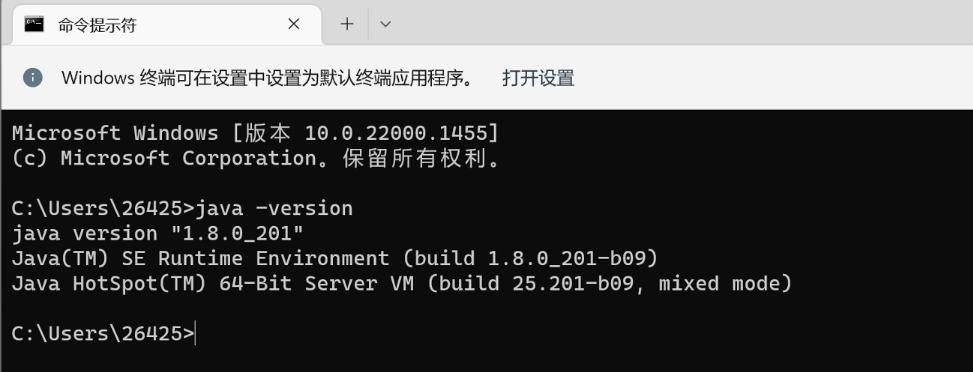 命令提示符
Windows 终端可在设置中设置为默认终端应用程序。 打开设置
Microsoft Windows [版本 10.0.22000.1455]
(c) Microsoft Corporation。保留所有权利。
C:\Users\26425>java -version
java version "1.8.0_201"
Java(TM) SE Runtime Environment (build 1.8.0_201-b09)
Java HotSpot(TM) 64-Bit Server VM (build 25.201-b09, mixed mode)
C:\Users\26425>